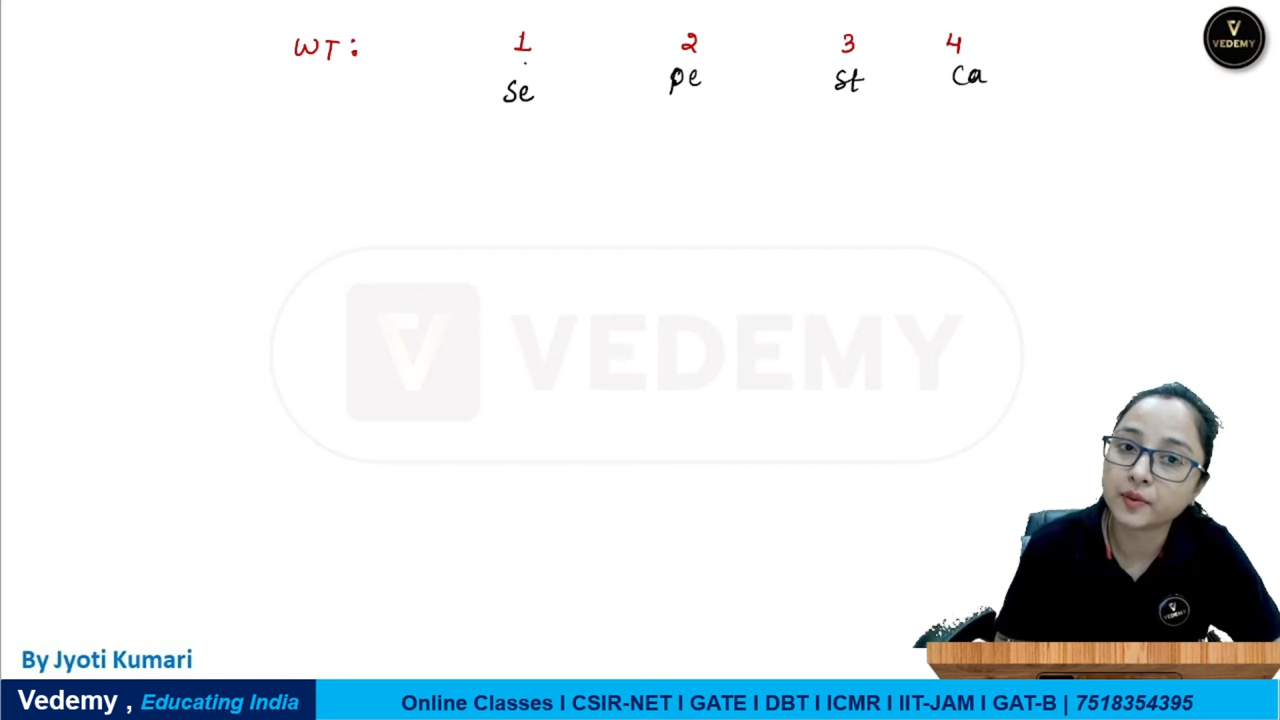 WT: 1 2 3 4
Se Pe St Ca
VEDEMY
VEDEMY
VEDEMY
By Jyoti Kumari
Vedemy , Educating India
Online Classes I CSIR-NET I GATE I DBT I ICMR I IIT-JAM I GAT-B | 7518354395